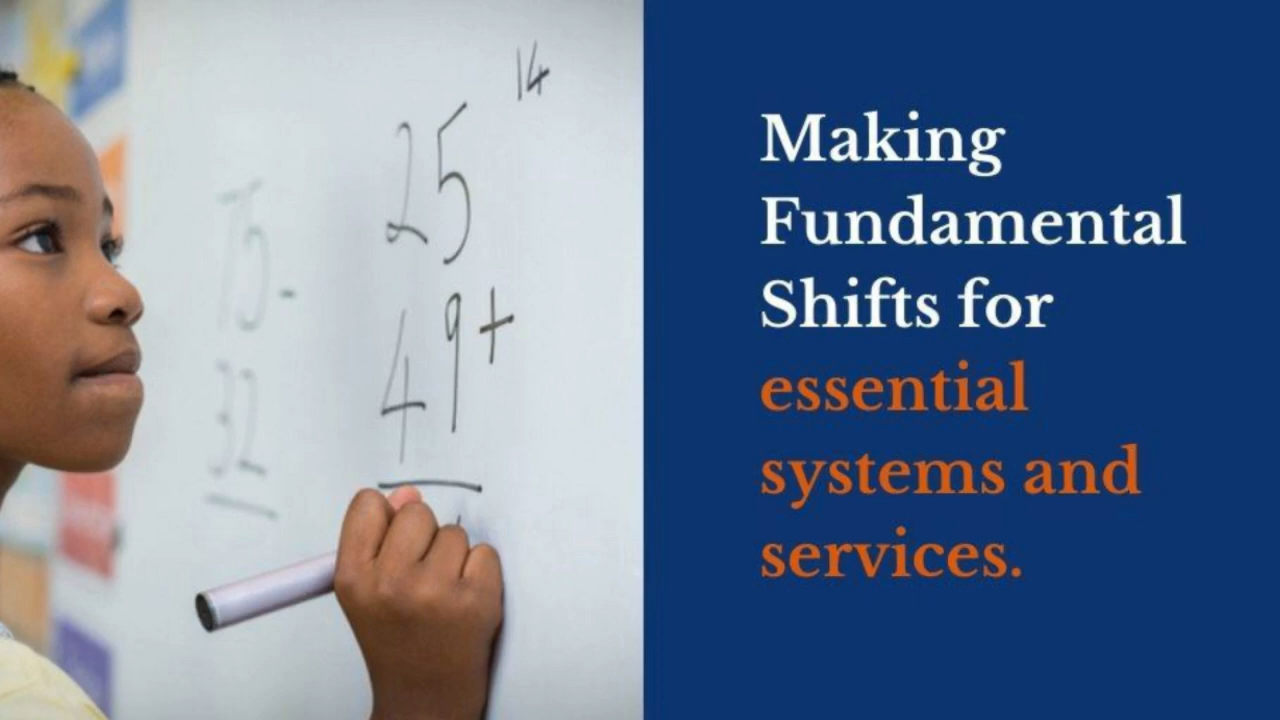 14
25
49+
75-
32
Making
Fundamental
Shifts for
essential
systems and
services.